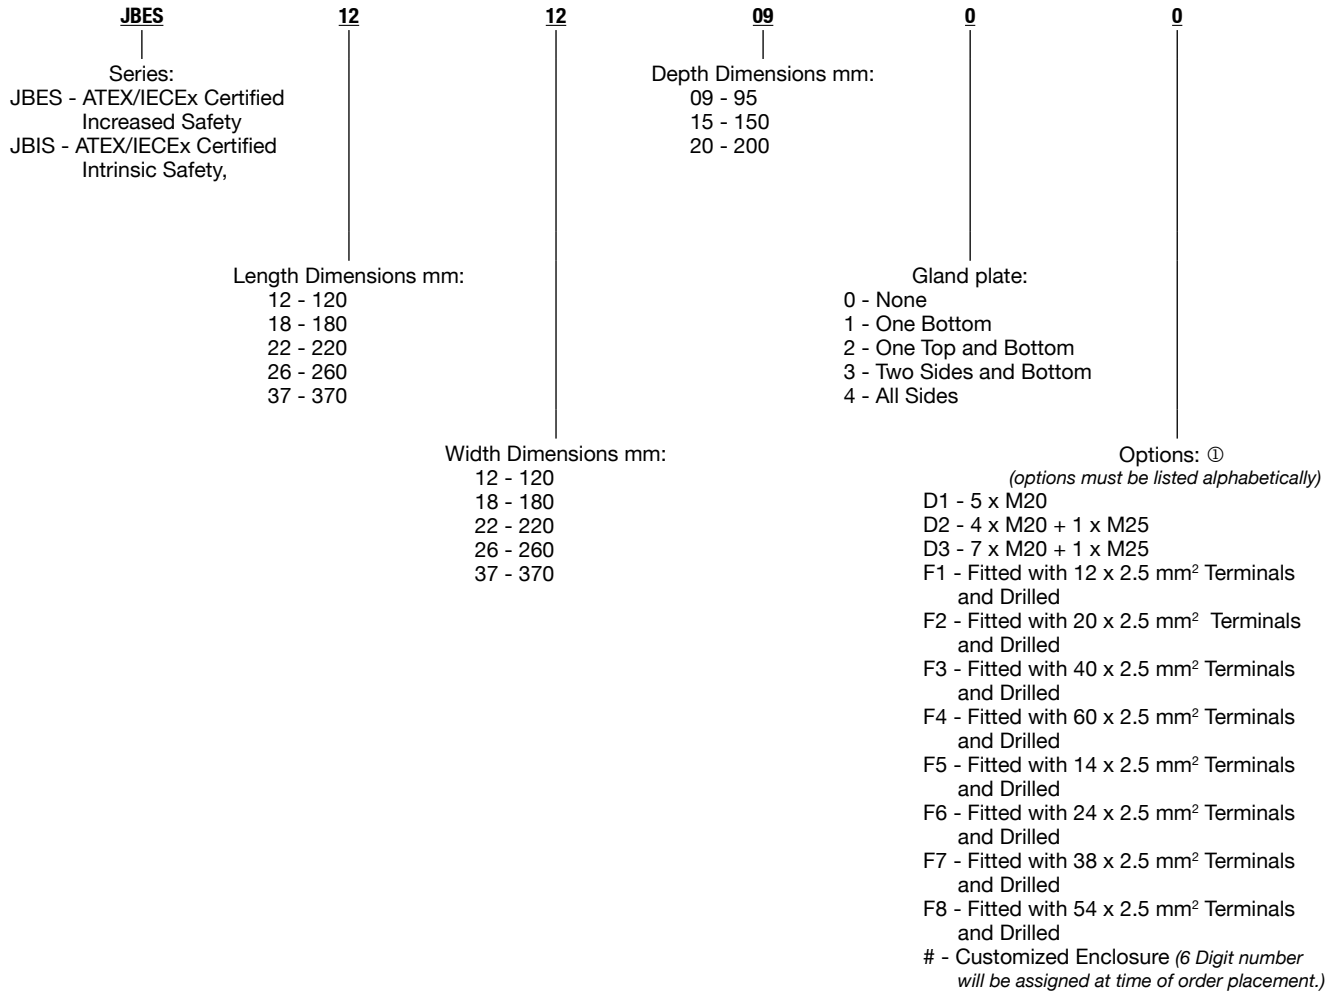 JBES 12 12 09 0 0
Series:
JBES - ATEX/IECEx Certified
Increased Safety
JBIS - ATEX/IECEx Certified
Intrinsic Safety,
Depth Dimensions mm:
09 - 95
15 - 150
20 - 200
Length Dimensions mm:
12 - 120
18 - 180
22 - 220
26 - 260
37 - 370
Gland plate:
0 - None
1 - One Bottom
2 - One Top and Bottom
3 - Two Sides and Bottom
4 - All Sides
Width Dimensions mm:
12 - 120
18 - 180
22 - 220
26 - 260
37 - 370
Options: ①
(options must be listed alphabetically)
D1 - 5 x M20
D2 - 4 x M20 + 1 x M25
D3 - 7 x M20 + 1 x M25
F1 - Fitted with 12 x 2.5 mm² Terminals
and Drilled
F2 - Fitted with 20 x 2.5 mm² Terminals
and Drilled
F3 - Fitted with 40 x 2.5 mm² Terminals
and Drilled
F4 - Fitted with 60 x 2.5 mm² Terminals
and Drilled
F5 - Fitted with 14 x 2.5 mm² Terminals
and Drilled
F6 - Fitted with 24 x 2.5 mm² Terminals
and Drilled
F7 - Fitted with 38 x 2.5 mm² Terminals
and Drilled
F8 - Fitted with 54 x 2.5 mm² Terminals
and Drilled
# - Customized Enclosure (6 Digit number
will be assigned at time of order placement.)